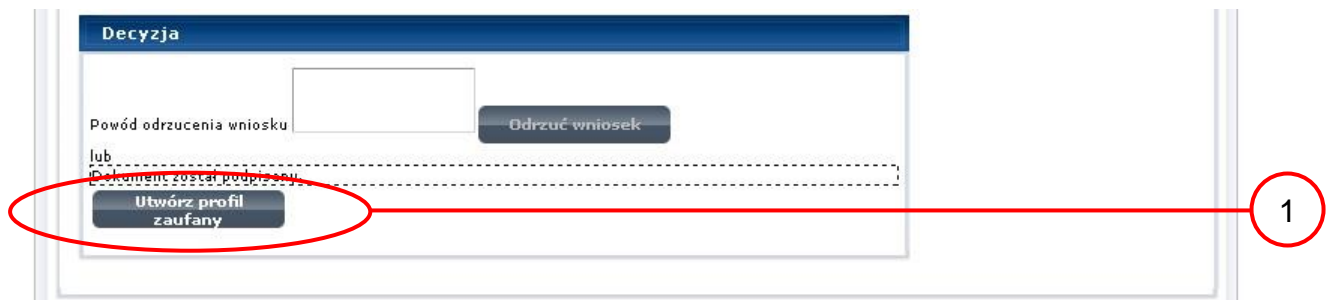 Decyzja
Powód odrzucenia wniosku
Odrzuć wniosek
lub
Dokument został podpisany.
Utwórz profil
zaufany
1